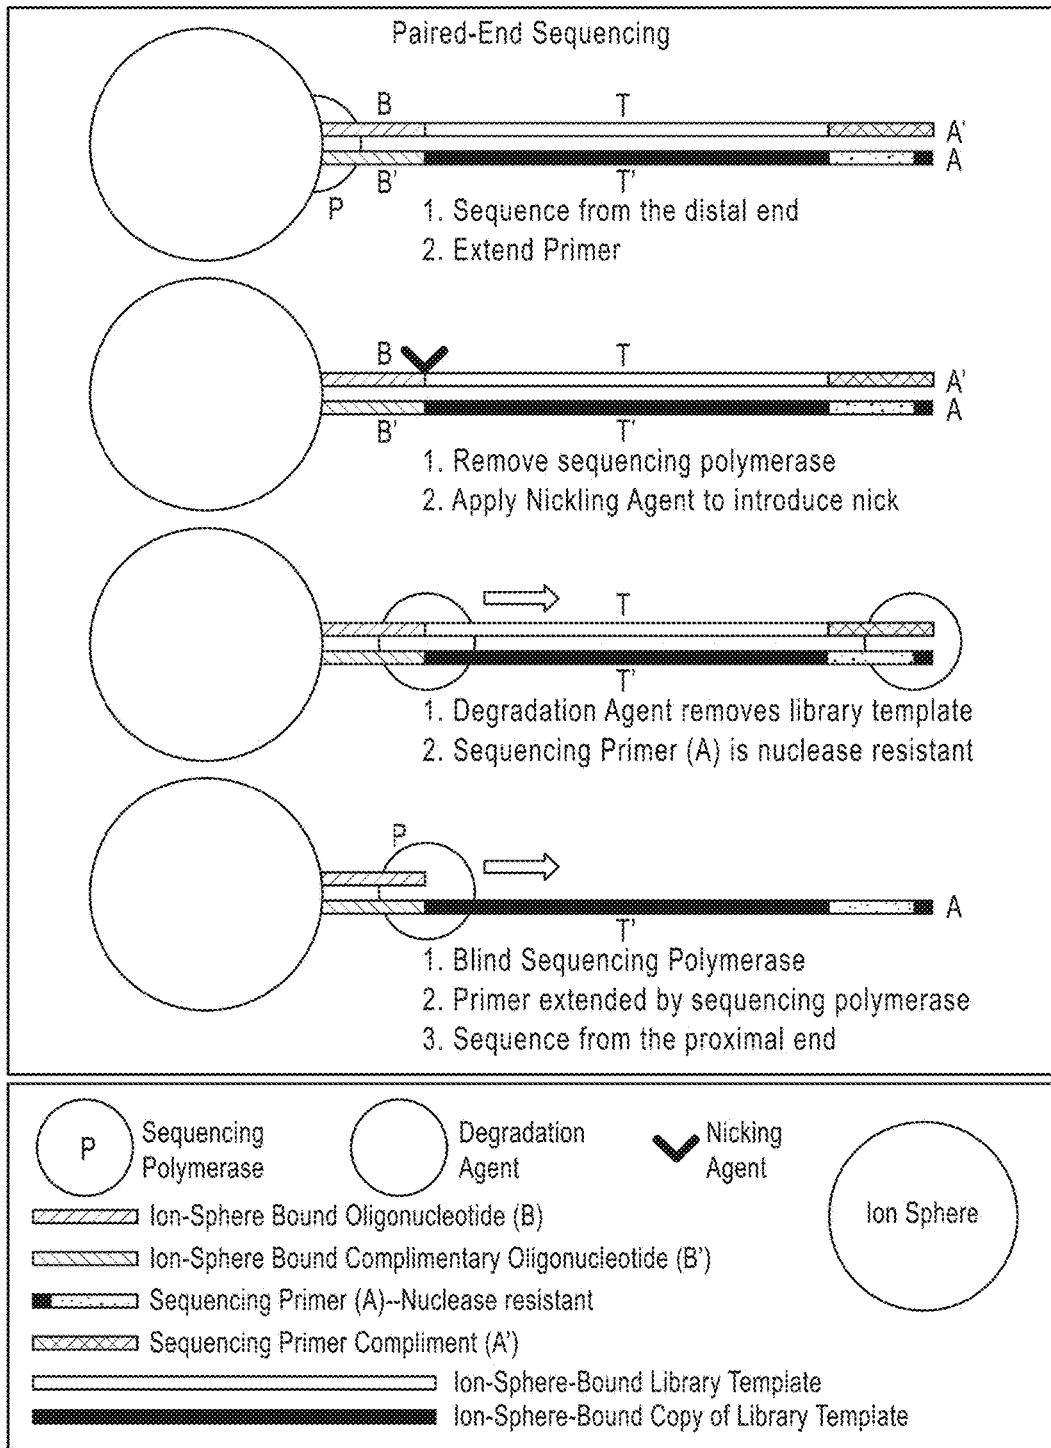 Paired-End Sequencing
B
T
A'
A
B'
T'
P
1. Sequence from the distal end
2. Extend Primer
B
T
A'
A
B'
T'
1. Remove sequencing polymerase
2. Apply Nickling Agent to introduce nick
T
T'
1. Degradation Agent removes library template
2. Sequencing Primer (A) is nuclease resistant
P
A
T'
1. Blind Sequencing Polymerase
2. Primer extended by sequencing polymerase
3. Sequence from the proximal end
P
Sequencing
Polymerase
Degradation
Agent
Nicking
Agent
Ion Sphere
Ion-Sphere Bound Oligonucleotide (B)
Ion-Sphere Bound Complimentary Oligonucleotide (B')
Sequencing Primer (A)--Nuclease resistant
Sequencing Primer Compliment (A')
Ion-Sphere-Bound Library Template
Ion-Sphere-Bound Copy of Library Template